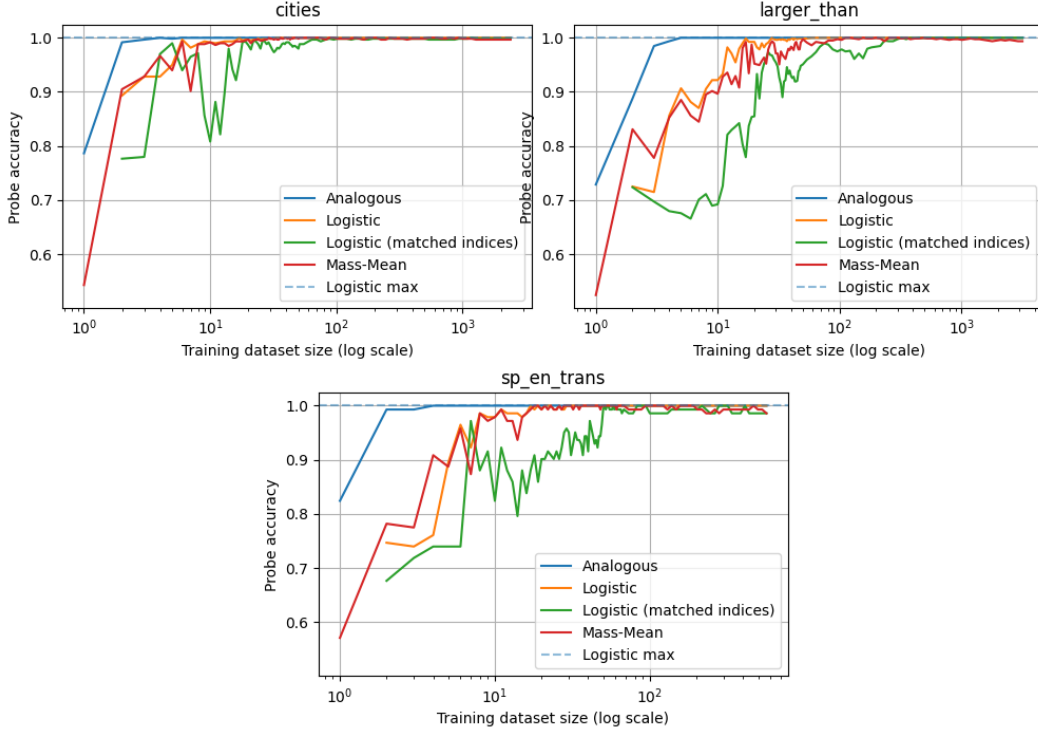 cities
1.0
0.9
0.8
0.7
0.6
Probe accuracy
Analogous
Logistic
Logistic (matched indices)
Mass-Mean
Logistic max
10⁰
10¹
10²
10³
Training dataset size (log scale)
larger_than
1.0
0.9
0.8
0.7
0.6
Probe accuracy
Analogous
Logistic
Logistic (matched indices)
Mass-Mean
Logistic max
10⁰
10¹
10²
10³
Training dataset size (log scale)
sp_en_trans
1.0
0.9
0.8
0.7
0.6
Probe accuracy
Analogous
Logistic
Logistic (matched indices)
Mass-Mean
Logistic max
10⁰
10¹
10²
Training dataset size (log scale)